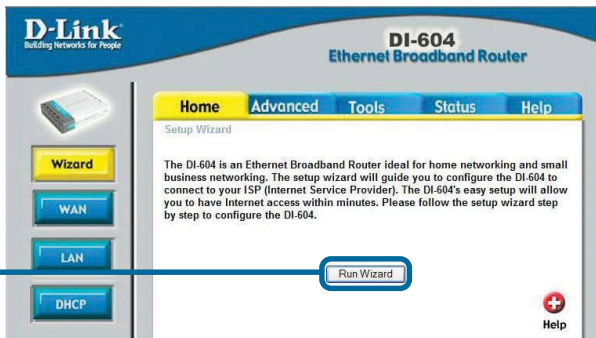 D-Link
Building Networks for People
DI-604
Ethernet Broadband Router
Home Advanced Tools Status Help
Setup Wizard
Wizard
WAN
LAN
DHCP
The DI-604 is an Ethernet Broadband Router ideal for home networking and small
business networking. The setup wizard will guide you to configure the DI-604 to
connect to your ISP (Internet Service Provider). The DI-604's easy setup will allow
you to have Internet access within minutes. Please follow the setup wizard step
by step to configure the DI-604.
Run Wizard
Help